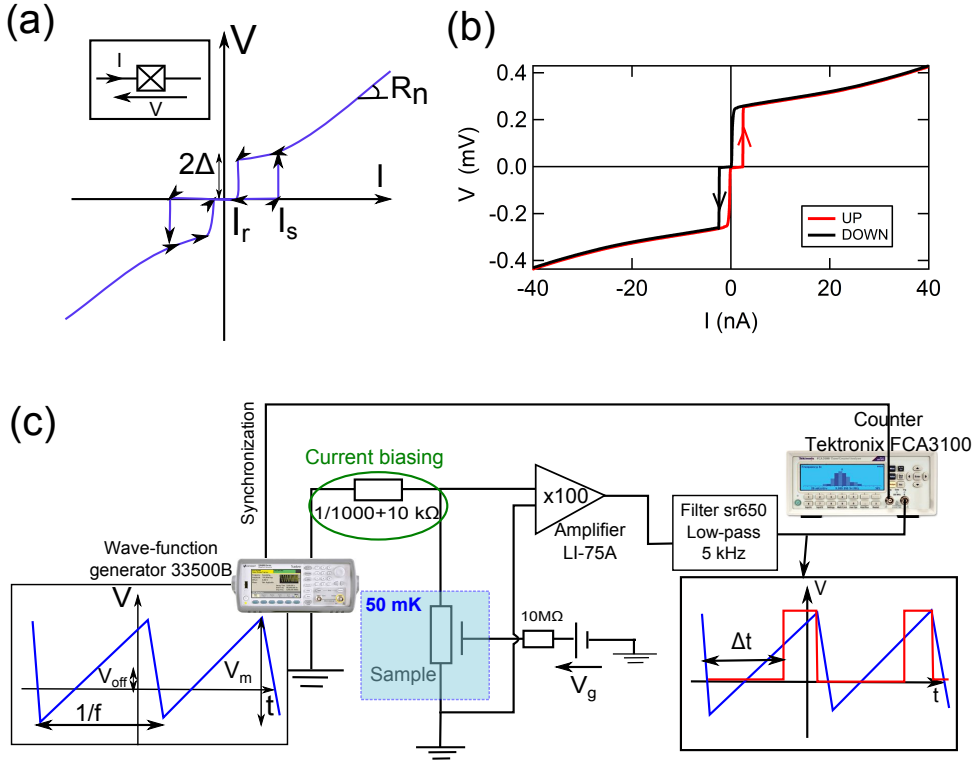 (a)
V
I
V
Rn
2Δ
I
Ir
Is
(b)
0.4
0.2
0.0
-0.2
-0.4
V (mV)
UP
DOWN
-40
-20
0
20
40
I (nA)
(c)
Synchronization
Counter
Tektronix FCA3100
Current biasing
1/1000+10 kΩ
x100
Amplifier
LI-75A
Filter sr650
Low-pass
5 kHz
Wave-function
generator 33500B
50 mK
Sample
10MΩ
Vg
V
Voff
Vm
t
1/f
V
Δt
t